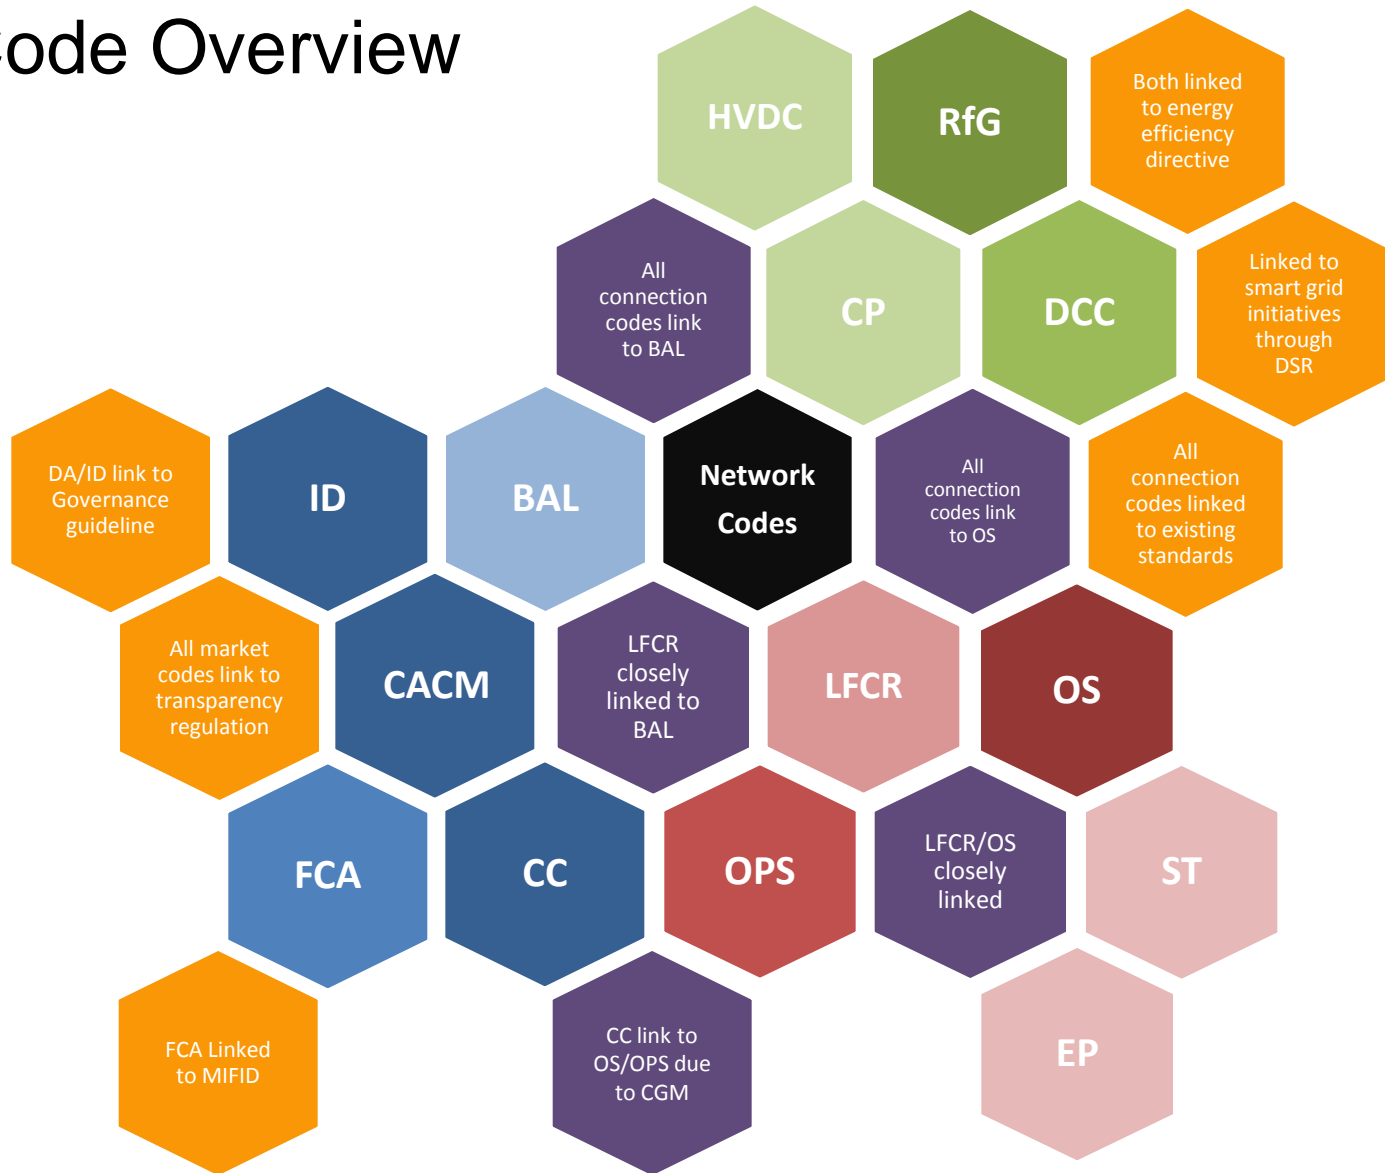 Code Overview
HVDC
RfG
Both linked
to energy
efficiency
directive
All
connection
codes link
to BAL
CP
DCC
Linked to
smart grid
initiatives
through
DSR
DA/ID link to
Governance
guideline
ID
BAL
Network
Codes
All
connection
codes link
to OS
All
connection
codes linked
to existing
standards
All market
codes link to
transparency
regulation
CACM
LFCR
closely
linked to
BAL
LFCR
OS
FCA
CC
OPS
LFCR/OS
closely
linked
ST
FCA Linked
to MIFID
CC link to
OS/OPS due
to CGM
EP